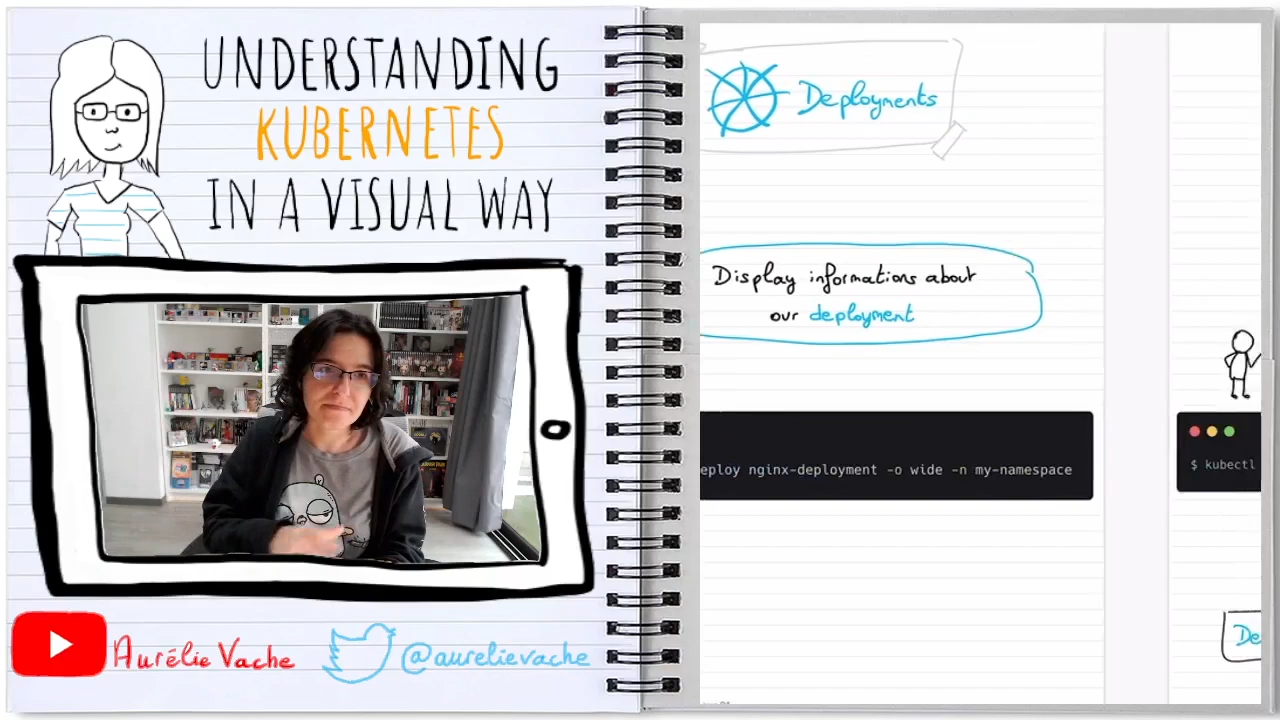 UNDERSTANDING
KUBERNETES
IN A VISUAL WAY
Aurélie Vache
@aurelievache
Deployments
Display informations about
our deployment
eploy nginx-deployment -o wide -n my-namespace
$ kubectl
De